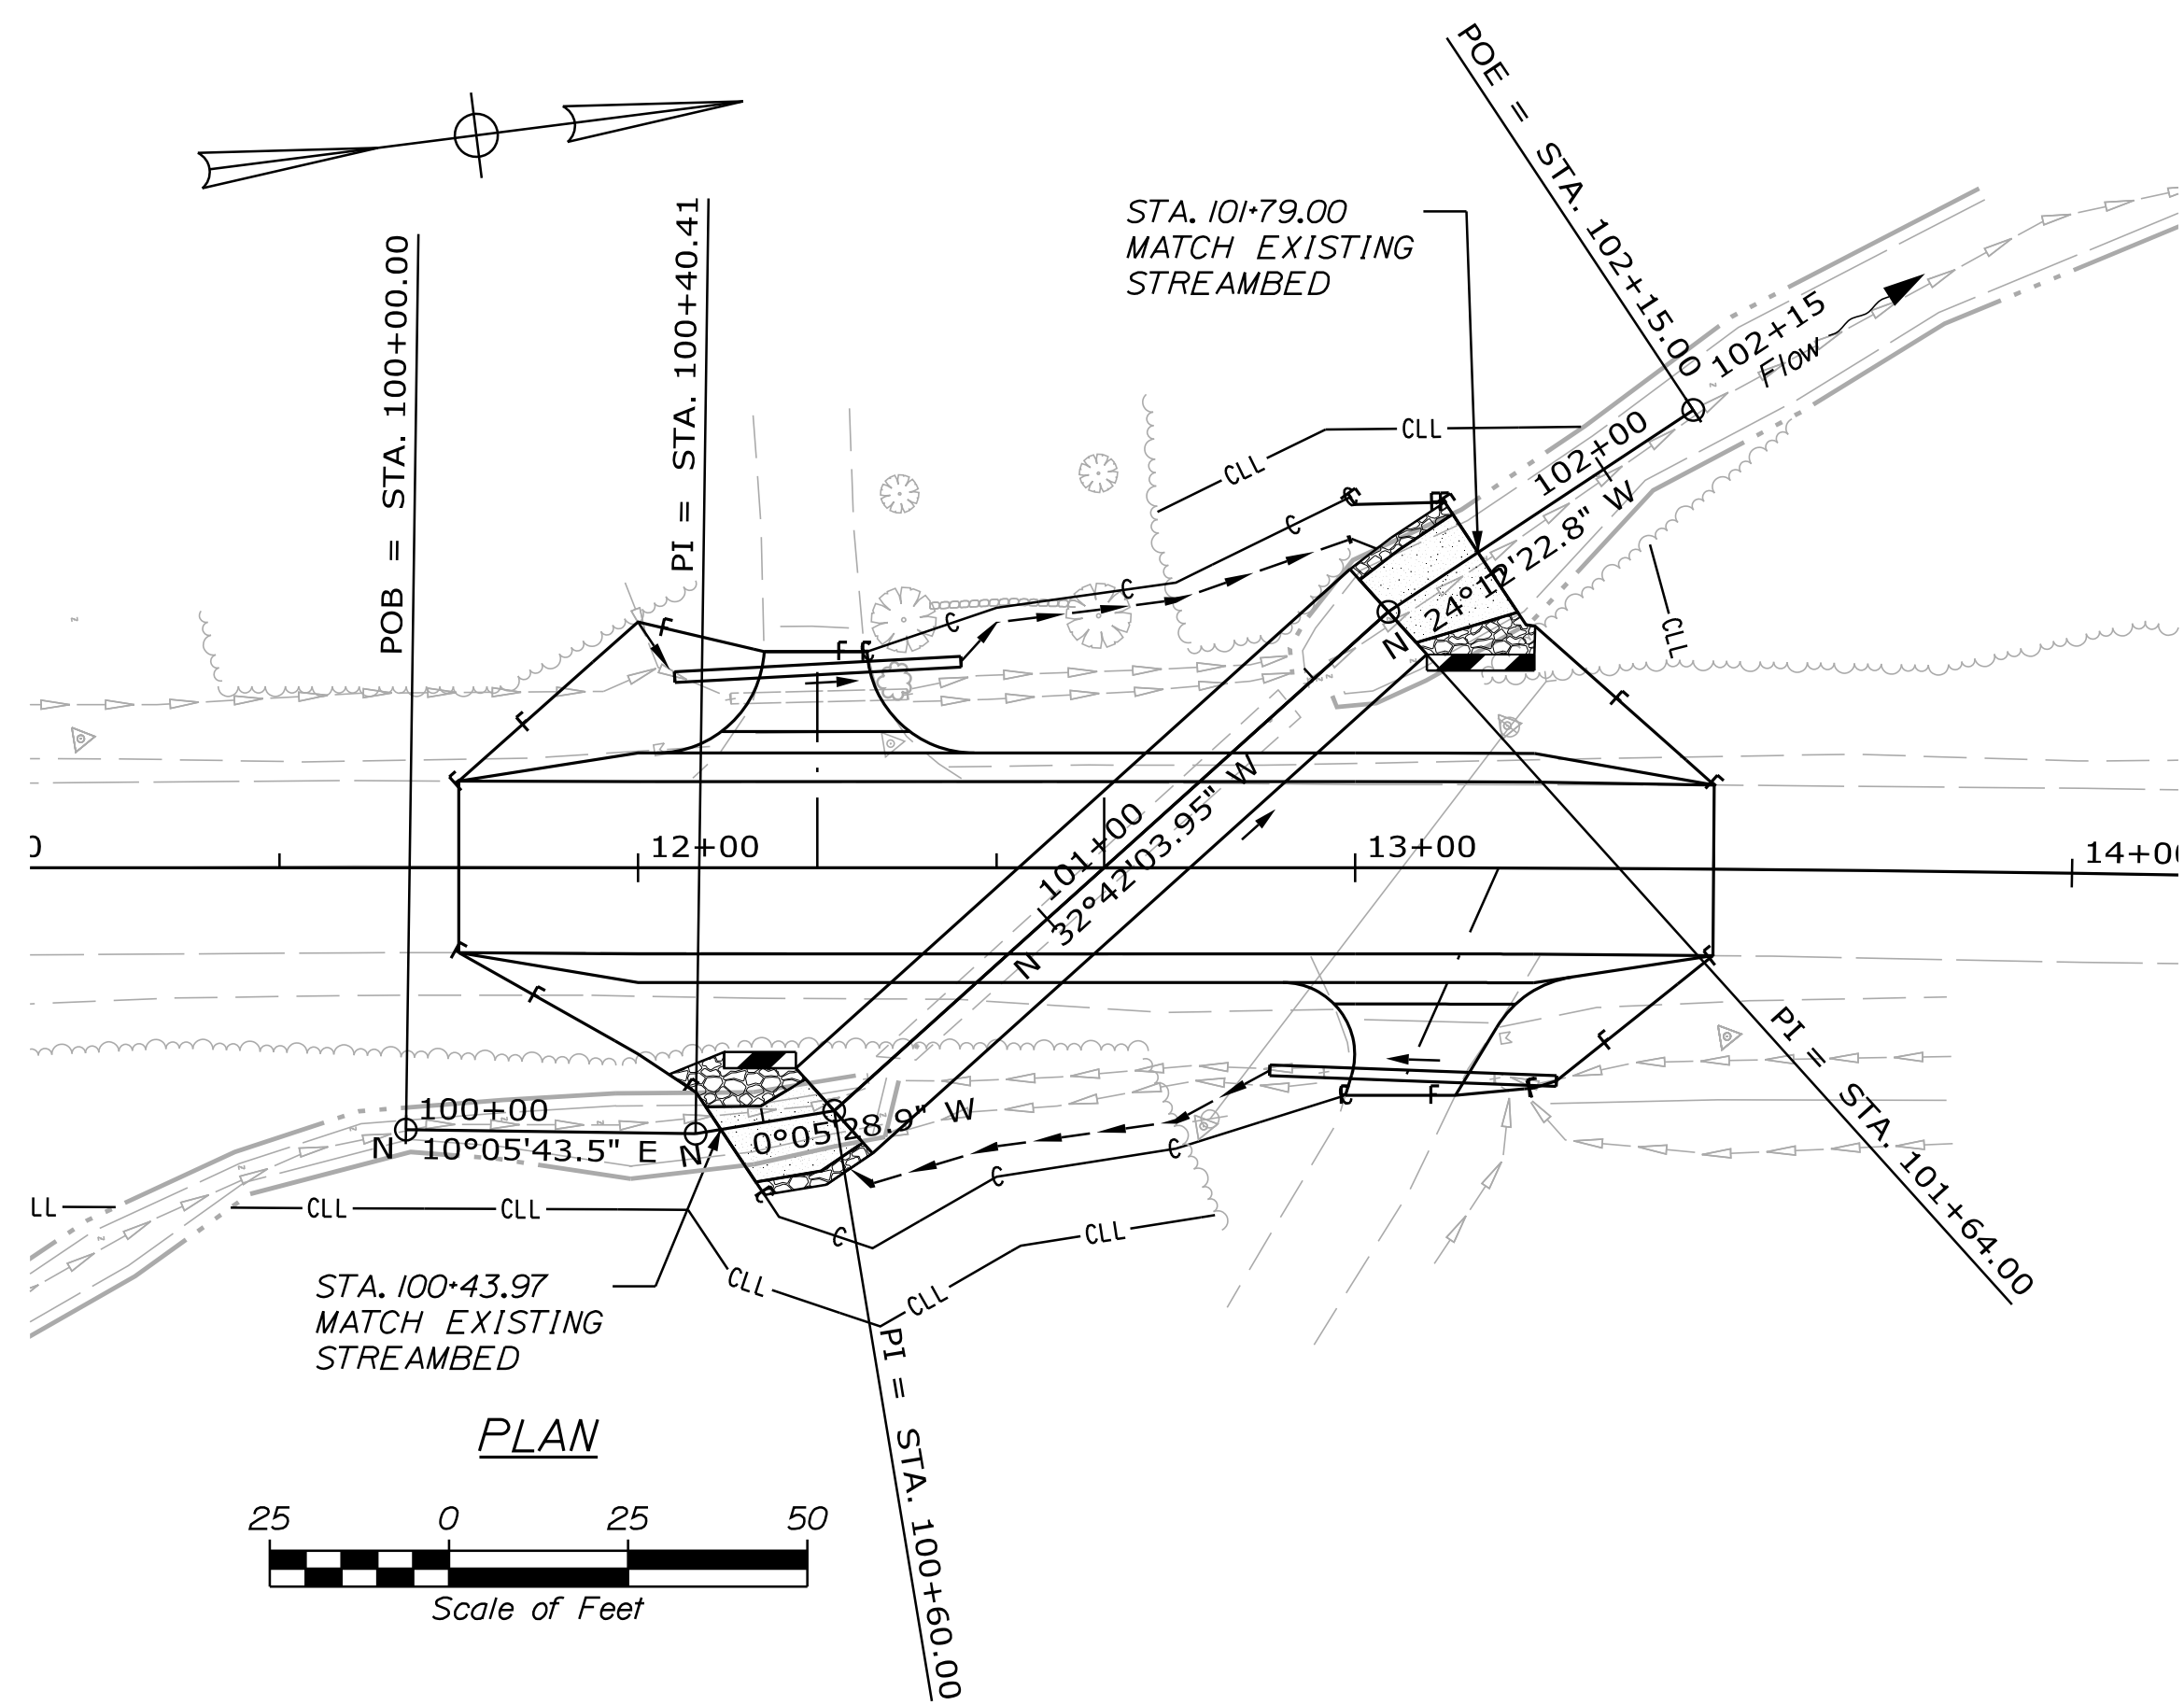 POE = STA. 102+15.00
STA. 101+79.00
MATCH EXISTING
STREAMBED
POB = STA. 100+00.00
PI = STA. 100+40.41
102+15
Flow
CLL
CLL
102+00
N 24°12'22.8" W
CLL
C
C
C
C
F
F
F
F
F
F
12+00
13+00
14+0
101+00
N 32°42'03.95" W
F
F
F
100+00
N 10°05'43.5" E
N 0°05'28.9" W
C
C
C
C
LL
CLL
CLL
CLL
CLL
CLL
PI = STA. 101+64.00
STA. 100+43.97
MATCH EXISTING
STREAMBED
PI = STA. 100+60.00
PLAN
25 0 25 50
Scale of Feet